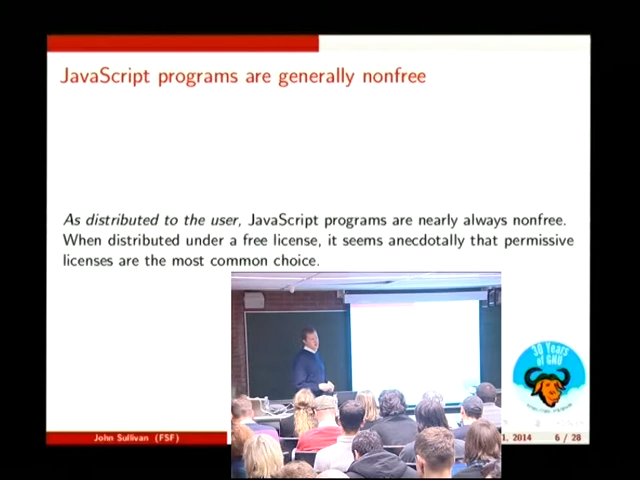 JavaScript programs are generally nonfree
As distributed to the user, JavaScript programs are nearly always nonfree.
When distributed under a free license, it seems anecdotally that permissive
licenses are the most common choice.
30 Years
of GNU
John Sullivan (FSF)
1, 2014
6 / 28